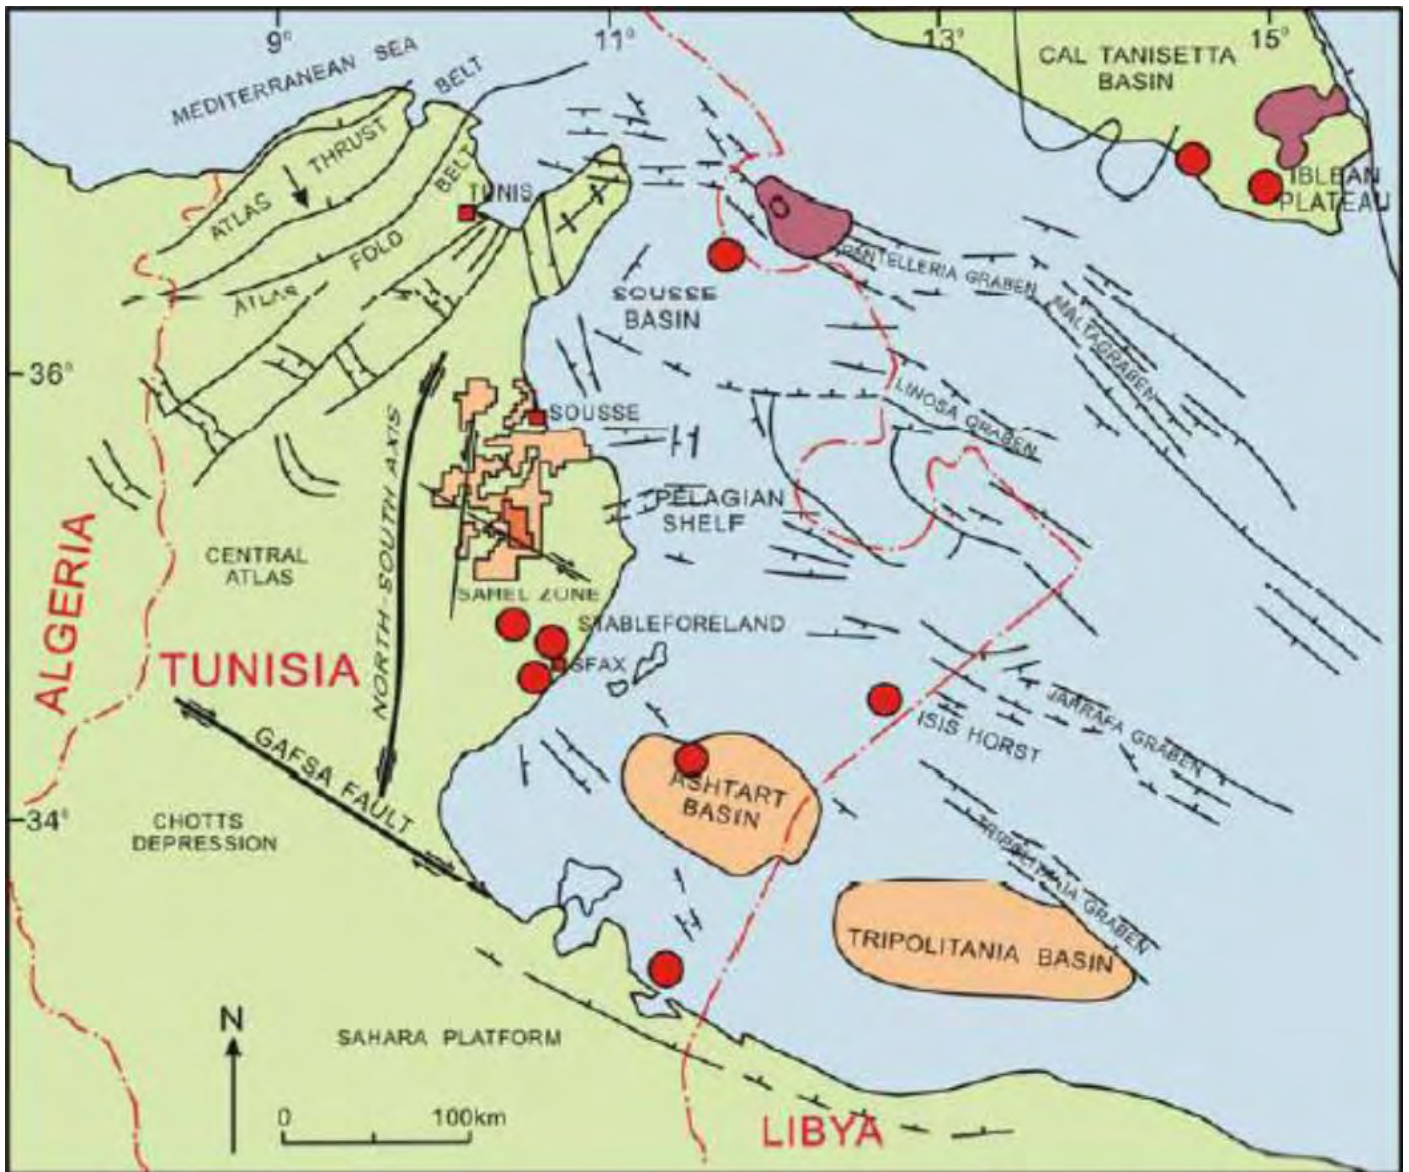 9°
11°
13°
15°
MEDITERRANEAN SEA
CAL TANISETTA
BASIN
ATLAS THRUST BELT
TUNIS
ATLAS FOLD BELT
IBLEAN
PLATEAU
PANTELLERIA GRABEN
SOUSSE
BASIN
MALTAGRABEN
36°
LINOSA GRABEN
SOUSSE
NORTH-SOUTH AXIS
PELAGIAN
SHELF
ALGERIA
CENTRAL
ATLAS
SAHEL ZONE
STABLEFORELAND
TUNISIA
SFAX
JARRAFA GRABEN
ISIS HORST
GAFSA FAULT
ASHTART
BASIN
34°
CHOTTS
DEPRESSION
TRIPOLITANIA GRABEN
TRIPOLITANIA BASIN
N
SAHARA PLATFORM
0
100km
LIBYA